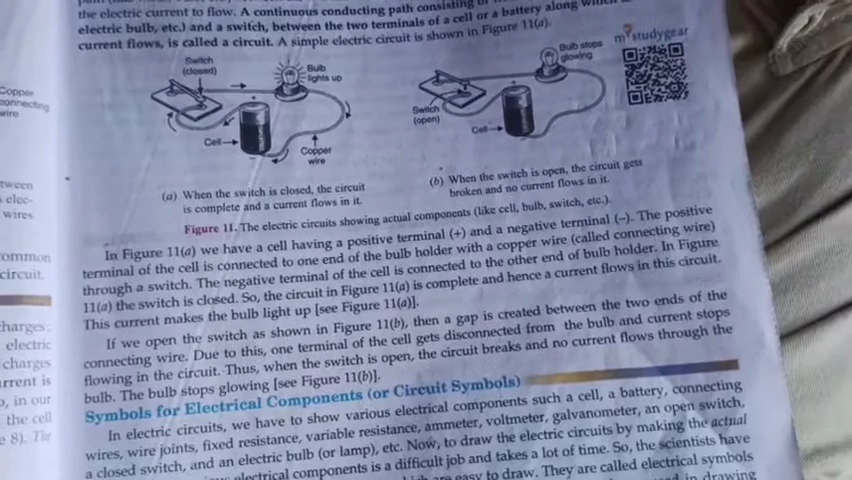 the electric current to flow. A continuous conducting path consisting of
electric bulb, etc.) and a switch, between the two terminals of a cell or a battery along which
current flows, is called a circuit. A simple electric circuit is shown in Figure 11(a).
studygear
Switch
(closed)
Bulb
lights up
Cell
Copper
wire
Bulb stops
glowing
Switch
(open)
Cell
(a) When the switch is closed, the circuit
is complete and a current flows in it.
(b) When the switch is open, the circuit gets
broken and no current flows in it.
Figure 11. The electric circuits showing actual components (like cell, bulb, switch, etc.).
In Figure 11(a) we have a cell having a positive terminal (+) and a negative terminal (–). The positive
terminal of the cell is connected to one end of the bulb holder with a copper wire (called connecting wire)
through a switch. The negative terminal of the cell is connected to the other end of bulb holder. In Figure
11(a) the switch is closed. So, the circuit in Figure 11(a) is complete and hence a current flows in this circuit.
This current makes the bulb light up [see Figure 11(a)].
If we open the switch as shown in Figure 11(b), then a gap is created between the two ends of the
connecting wire. Due to this, one terminal of the cell gets disconnected from the bulb and current stops
flowing in the circuit. Thus, when the switch is open, the circuit breaks and no current flows through the
bulb. The bulb stops glowing [see Figure 11(b)].
Symbols for Electrical Components (or Circuit Symbols)
In electric circuits, we have to show various electrical components such a cell, a battery, connecting
wires, wire joints, fixed resistance, variable resistance, ammeter, voltmeter, galvanometer, an open switch,
a closed switch, and an electric bulb (or lamp), etc. Now, to draw the electric circuits by making the actual
electrical components is a difficult job and takes a lot of time. So, the scientists have
easy to draw. They are called electrical symbols
in drawing
Copper
connecting
wire
wires
circuit.
charges.
electric
charges
is
in our
the cell
8). The